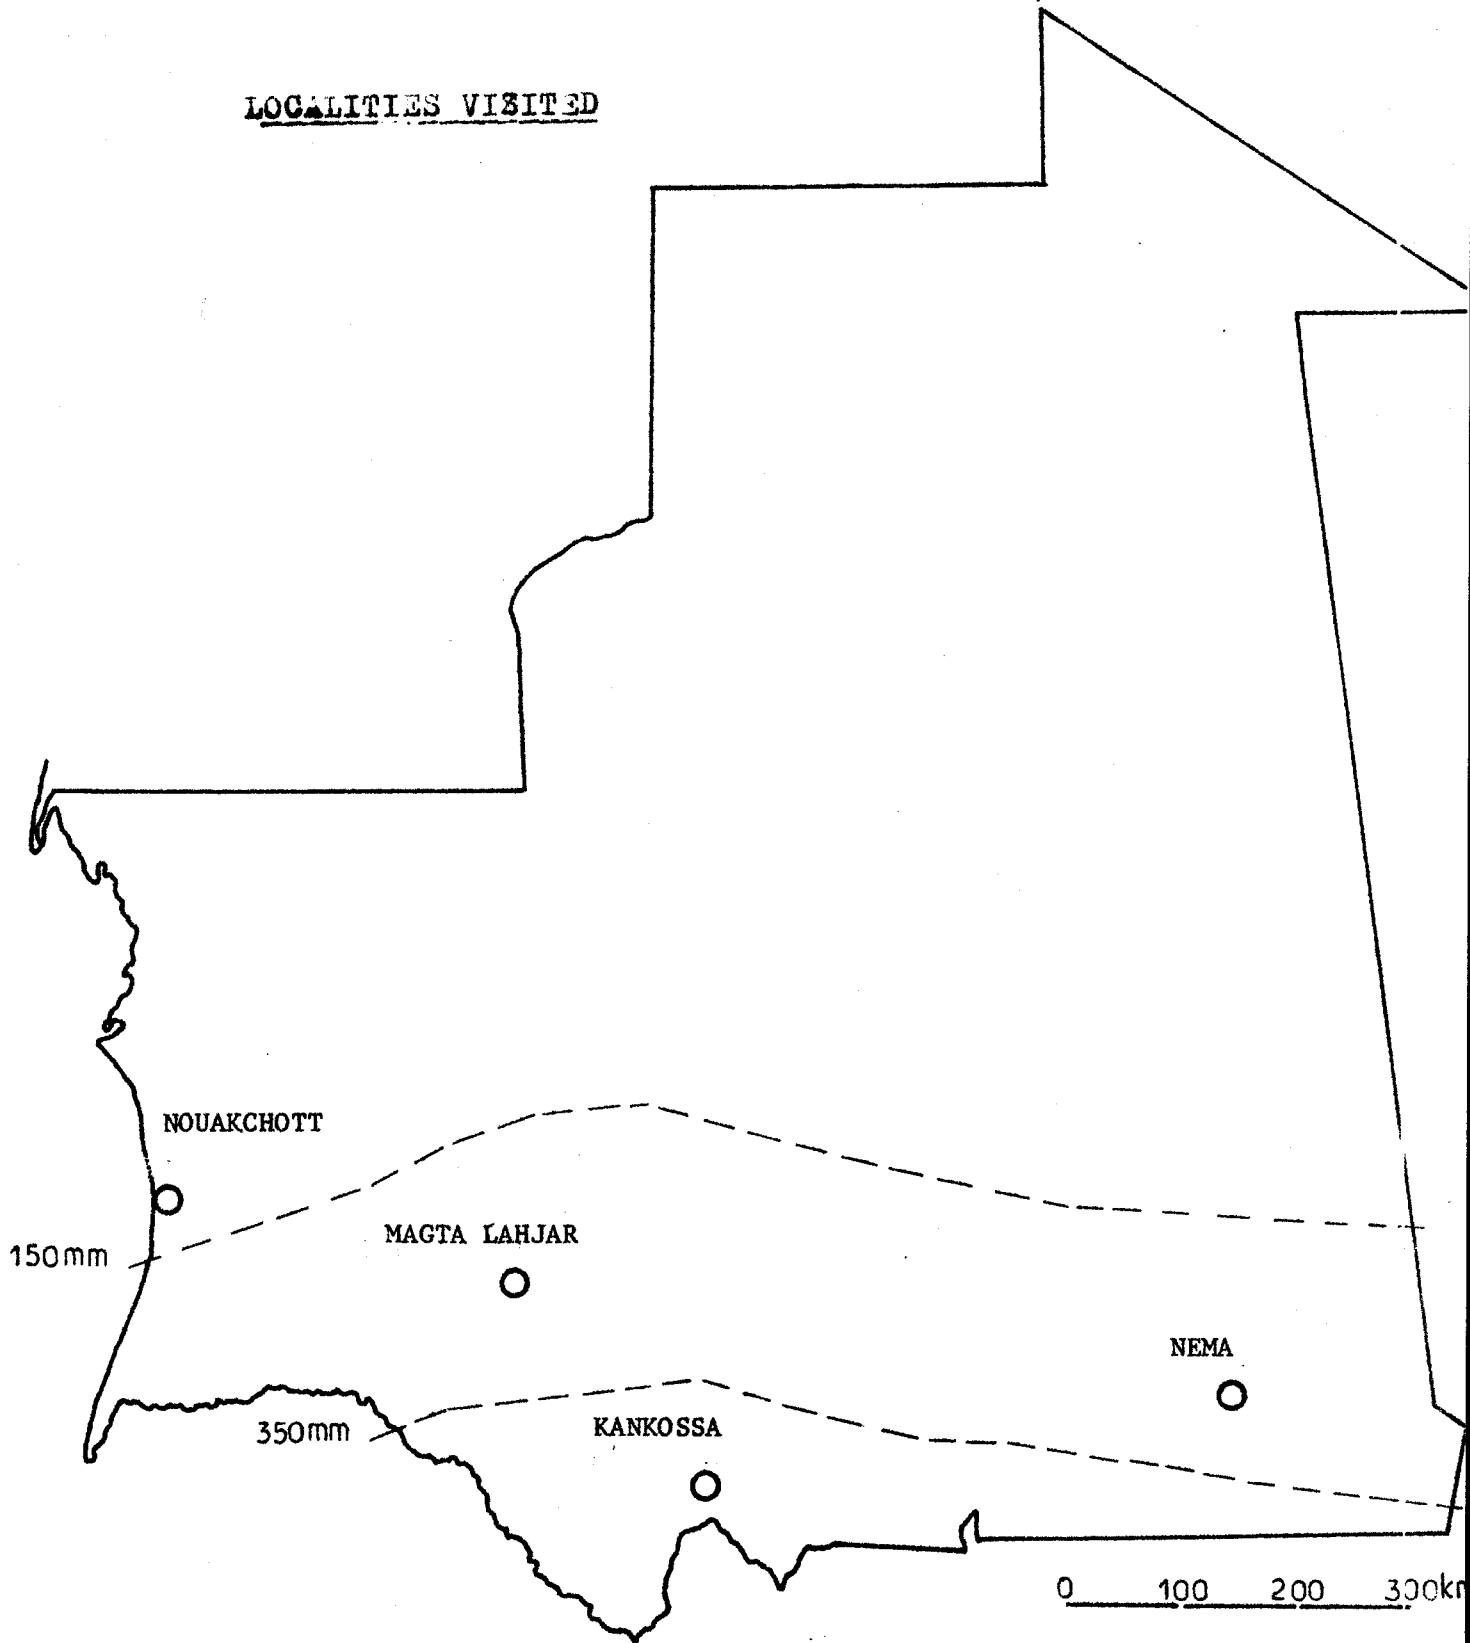 LOCALITIES VISITED
NOUAKCHOTT
MAGTA LAHJAR
150mm
NEMA
350mm
KANKOSSA
0 100 200 300km